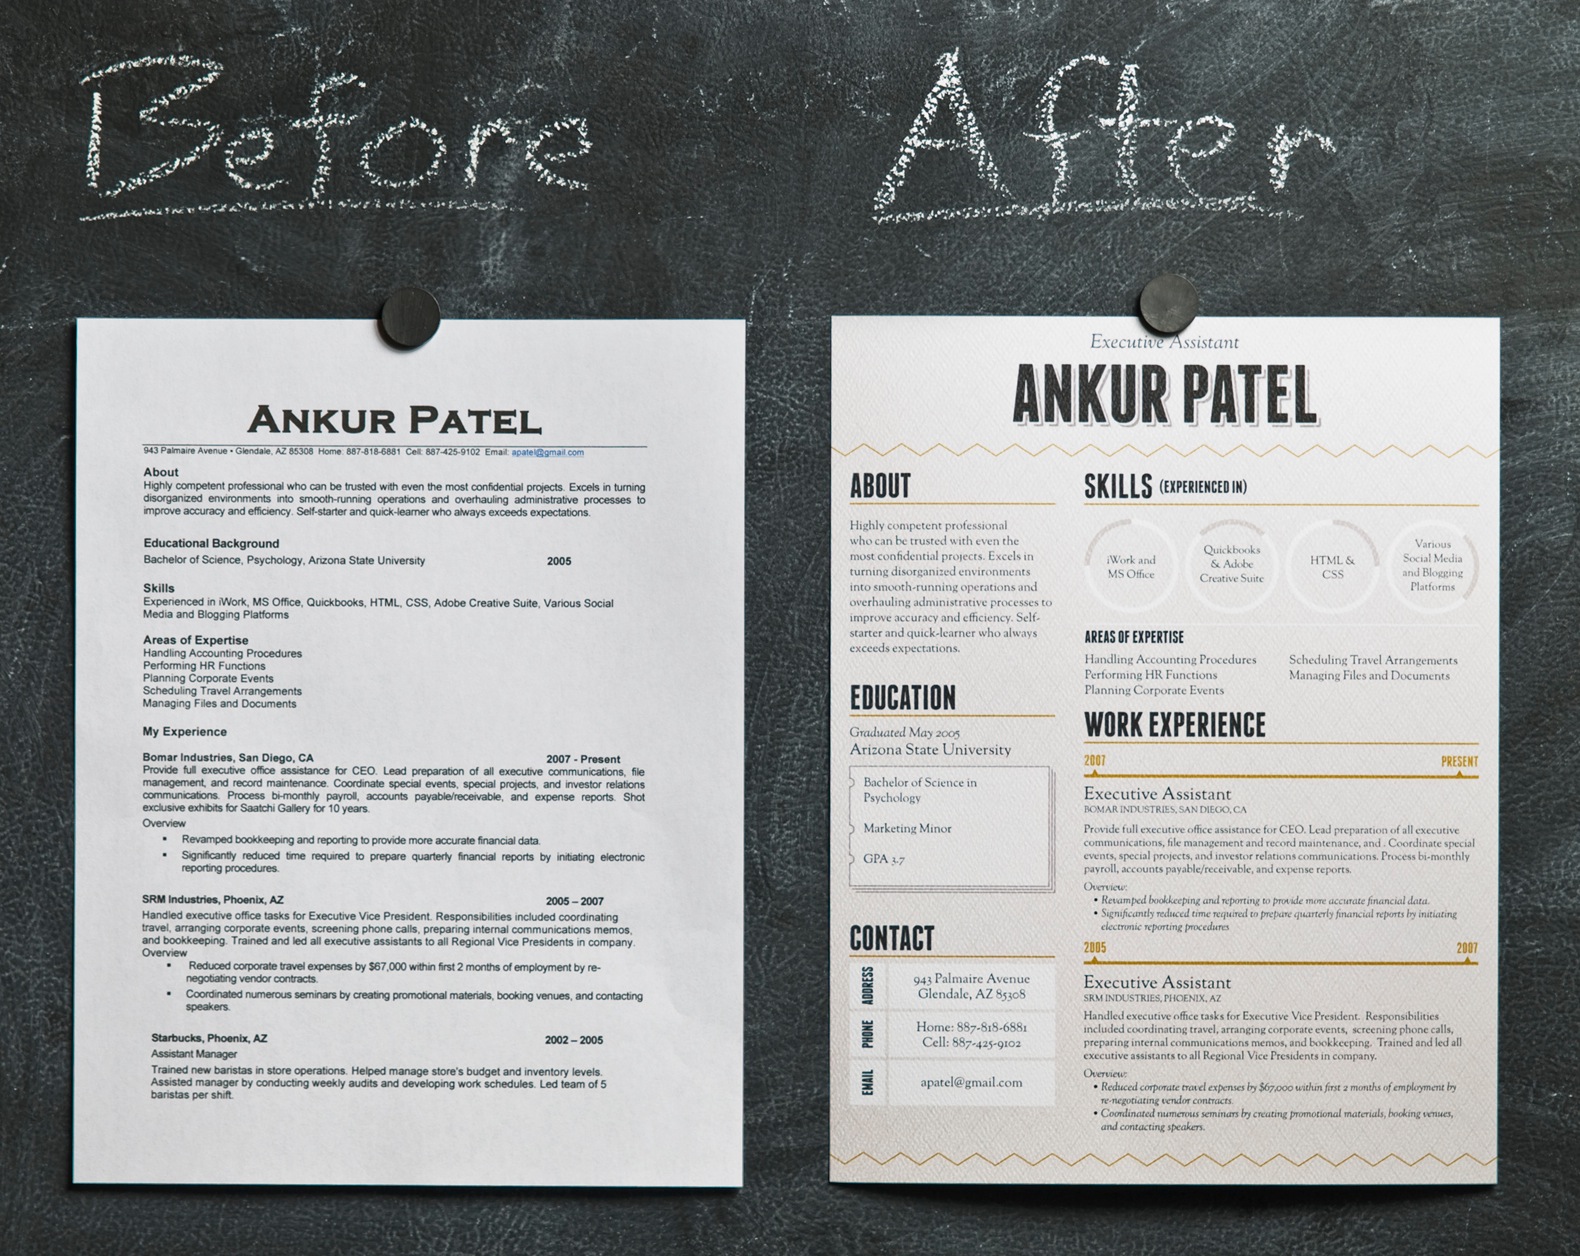 Before
After
ANKUR PATEL
943 Palmaire Avenue • Glendale, AZ 85308 Home: 887-818-6881 Cell: 887-425-9102 Email: apatel@gmail.com
About
Highly competent professional who can be trusted with even the most confidential projects. Excels in turning
disorganized environments into smooth-running operations and overhauling administrative processes to
improve accuracy and efficiency. Self-starter and quick-learner who always exceeds expectations.
Educational Background
Bachelor of Science, Psychology, Arizona State University 2005
Skills
Experienced in iWork, MS Office, Quickbooks, HTML, CSS, Adobe Creative Suite, Various Social
Media and Blogging Platforms
Areas of Expertise
Handling Accounting Procedures
Performing HR Functions
Planning Corporate Events
Scheduling Travel Arrangements
Managing Files and Documents
My Experience
Bomar Industries, San Diego, CA 2007 - Present
Provide full executive office assistance for CEO. Lead preparation of all executive communications, file
management, and record maintenance. Coordinate special events, special projects, and investor relations
communications. Process bi-monthly payroll, accounts payable/receivable, and expense reports. Shot
exclusive exhibits for Saatchi Gallery for 10 years.
Overview
▪ Revamped bookkeeping and reporting to provide more accurate financial data.
▪ Significantly reduced time required to prepare quarterly financial reports by initiating electronic
reporting procedures.
SRM Industries, Phoenix, AZ 2005 – 2007
Handled executive office tasks for Executive Vice President. Responsibilities included coordinating
travel, arranging corporate events, screening phone calls, preparing internal communications memos,
and bookkeeping. Trained and led all executive assistants to all Regional Vice Presidents in company.
Overview
▪ Reduced corporate travel expenses by $67,000 within first 2 months of employment by re-
negotiating vendor contracts.
▪ Coordinated numerous seminars by creating promotional materials, booking venues, and contacting
speakers.
Starbucks, Phoenix, AZ 2002 – 2005
Assistant Manager
Trained new baristas in store operations. Helped manage store's budget and inventory levels.
Assisted manager by conducting weekly audits and developing work schedules. Led team of 5
baristas per shift.
Executive Assistant
ANKUR PATEL
ABOUT
Highly competent professional
who can be trusted with even the
most confidential projects. Excels in
turning disorganized environments
into smooth-running operations and
overhauling administrative processes to
improve accuracy and efficiency. Self-
starter and quick-learner who always
exceeds expectations.
EDUCATION
Graduated May 2005
Arizona State University
Bachelor of Science in
Psychology
Marketing Minor
GPA 3.7
CONTACT
ADDRESS
943 Palmaire Avenue
Glendale, AZ 85308
PHONE
Home: 887-818-6881
Cell: 887-425-9102
EMAIL
apatel@gmail.com
SKILLS (EXPERIENCED IN)
iWork and
MS Office
Quickbooks
& Adobe
Creative Suite
HTML &
CSS
Various
Social Media
and Blogging
Platforms
AREAS OF EXPERTISE
Handling Accounting Procedures
Performing HR Functions
Planning Corporate Events
Scheduling Travel Arrangements
Managing Files and Documents
WORK EXPERIENCE
2007 PRESENT
Executive Assistant
BOMAR INDUSTRIES, SAN DIEGO, CA
Provide full executive office assistance for CEO. Lead preparation of all executive
communications, file management and record maintenance, and . Coordinate special
events, special projects, and investor relations communications. Process bi-monthly
payroll, accounts payable/receivable, and expense reports.
Overview:
• Revamped bookkeeping and reporting to provide more accurate financial data.
• Significantly reduced time required to prepare quarterly financial reports by initiating
electronic reporting procedures
2005 2007
Executive Assistant
SRM INDUSTRIES, PHOENIX, AZ
Handled executive office tasks for Executive Vice President. Responsibilities
included coordinating travel, arranging corporate events, screening phone calls,
preparing internal communications memos, and bookkeeping. Trained and led all
executive assistants to all Regional Vice Presidents in company.
Overview:
• Reduced corporate travel expenses by $67,000 within first 2 months of employment by
re-negotiating vendor contracts.
• Coordinated numerous seminars by creating promotional materials, booking venues,
and contacting speakers.